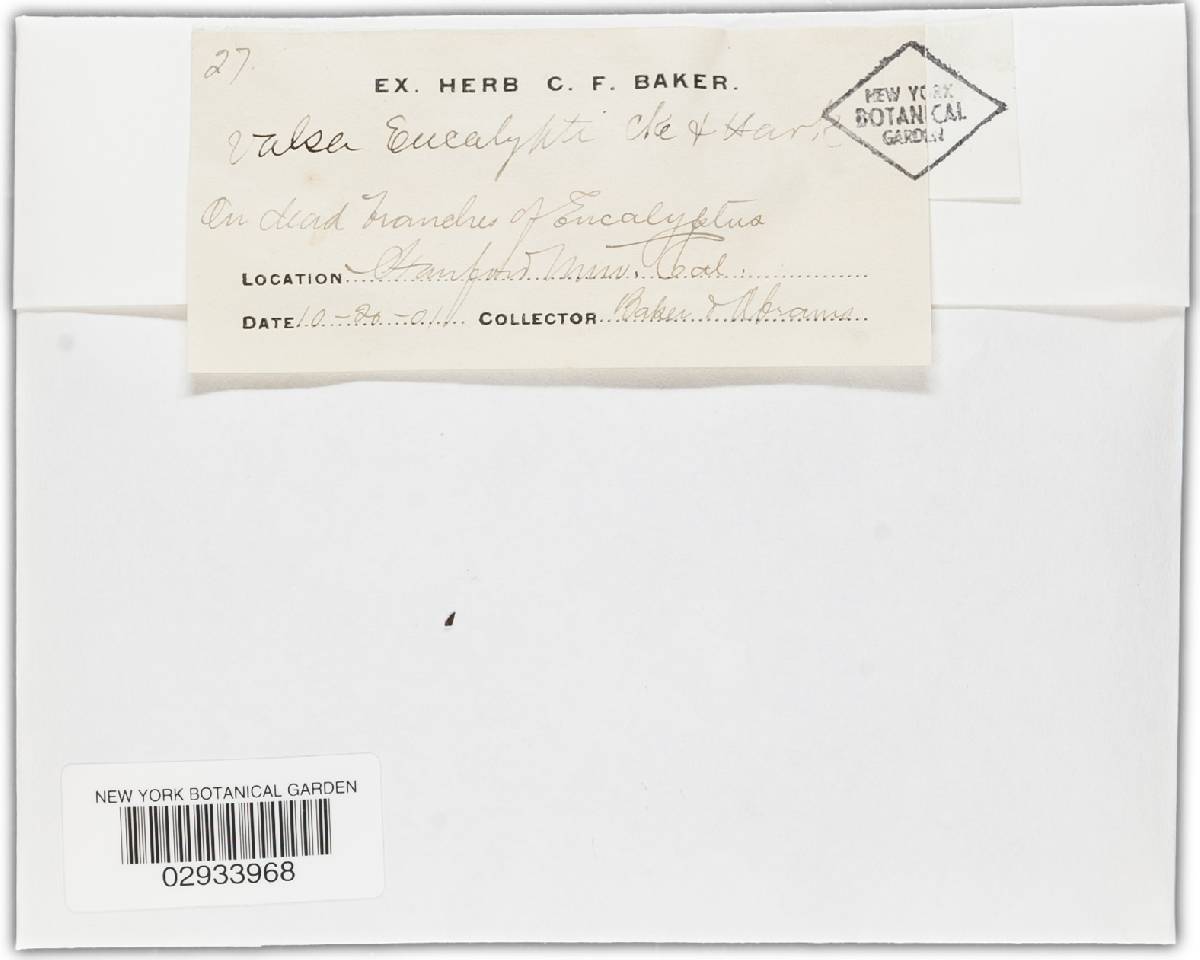 27.
EX. HERB C. F. BAKER.
Valsa Eucalypti Cke & Hark
NEW YORK
BOTANICAL
GARDEN
On dead branches of Eucalyptus
LOCATION Stanford Univ. Cal.
DATE 10-20-01 COLLECTOR Baker & Abrams
NEW YORK BOTANICAL GARDEN
02933968